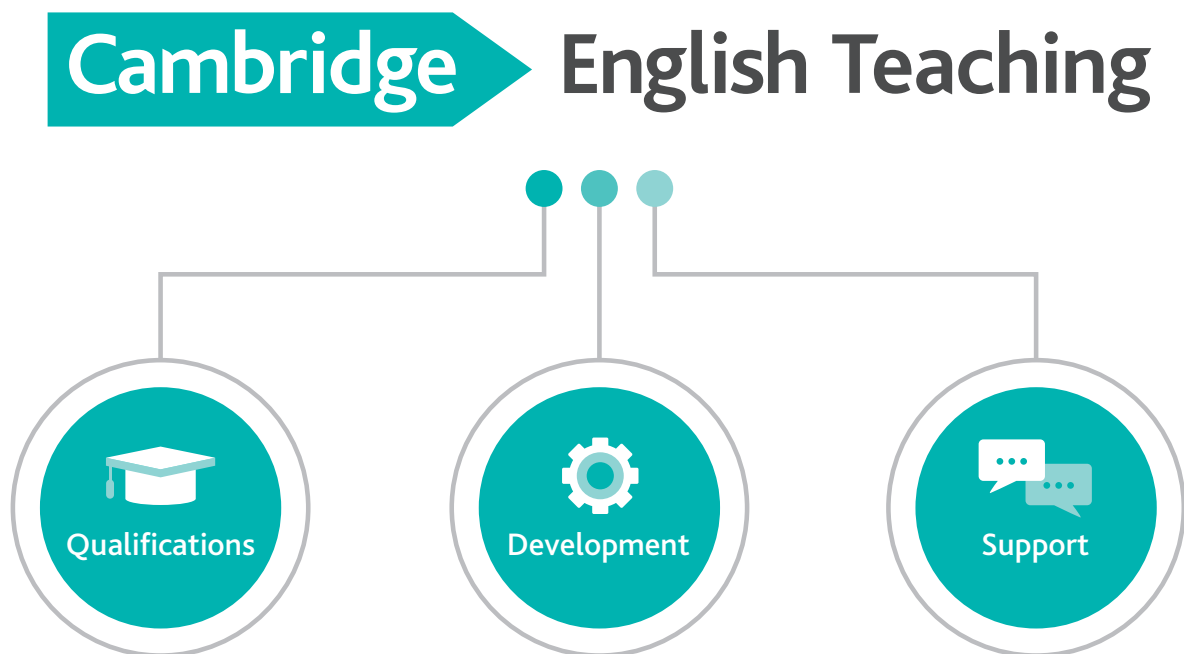 Cambridge English Teaching
Qualifications
Development
Support